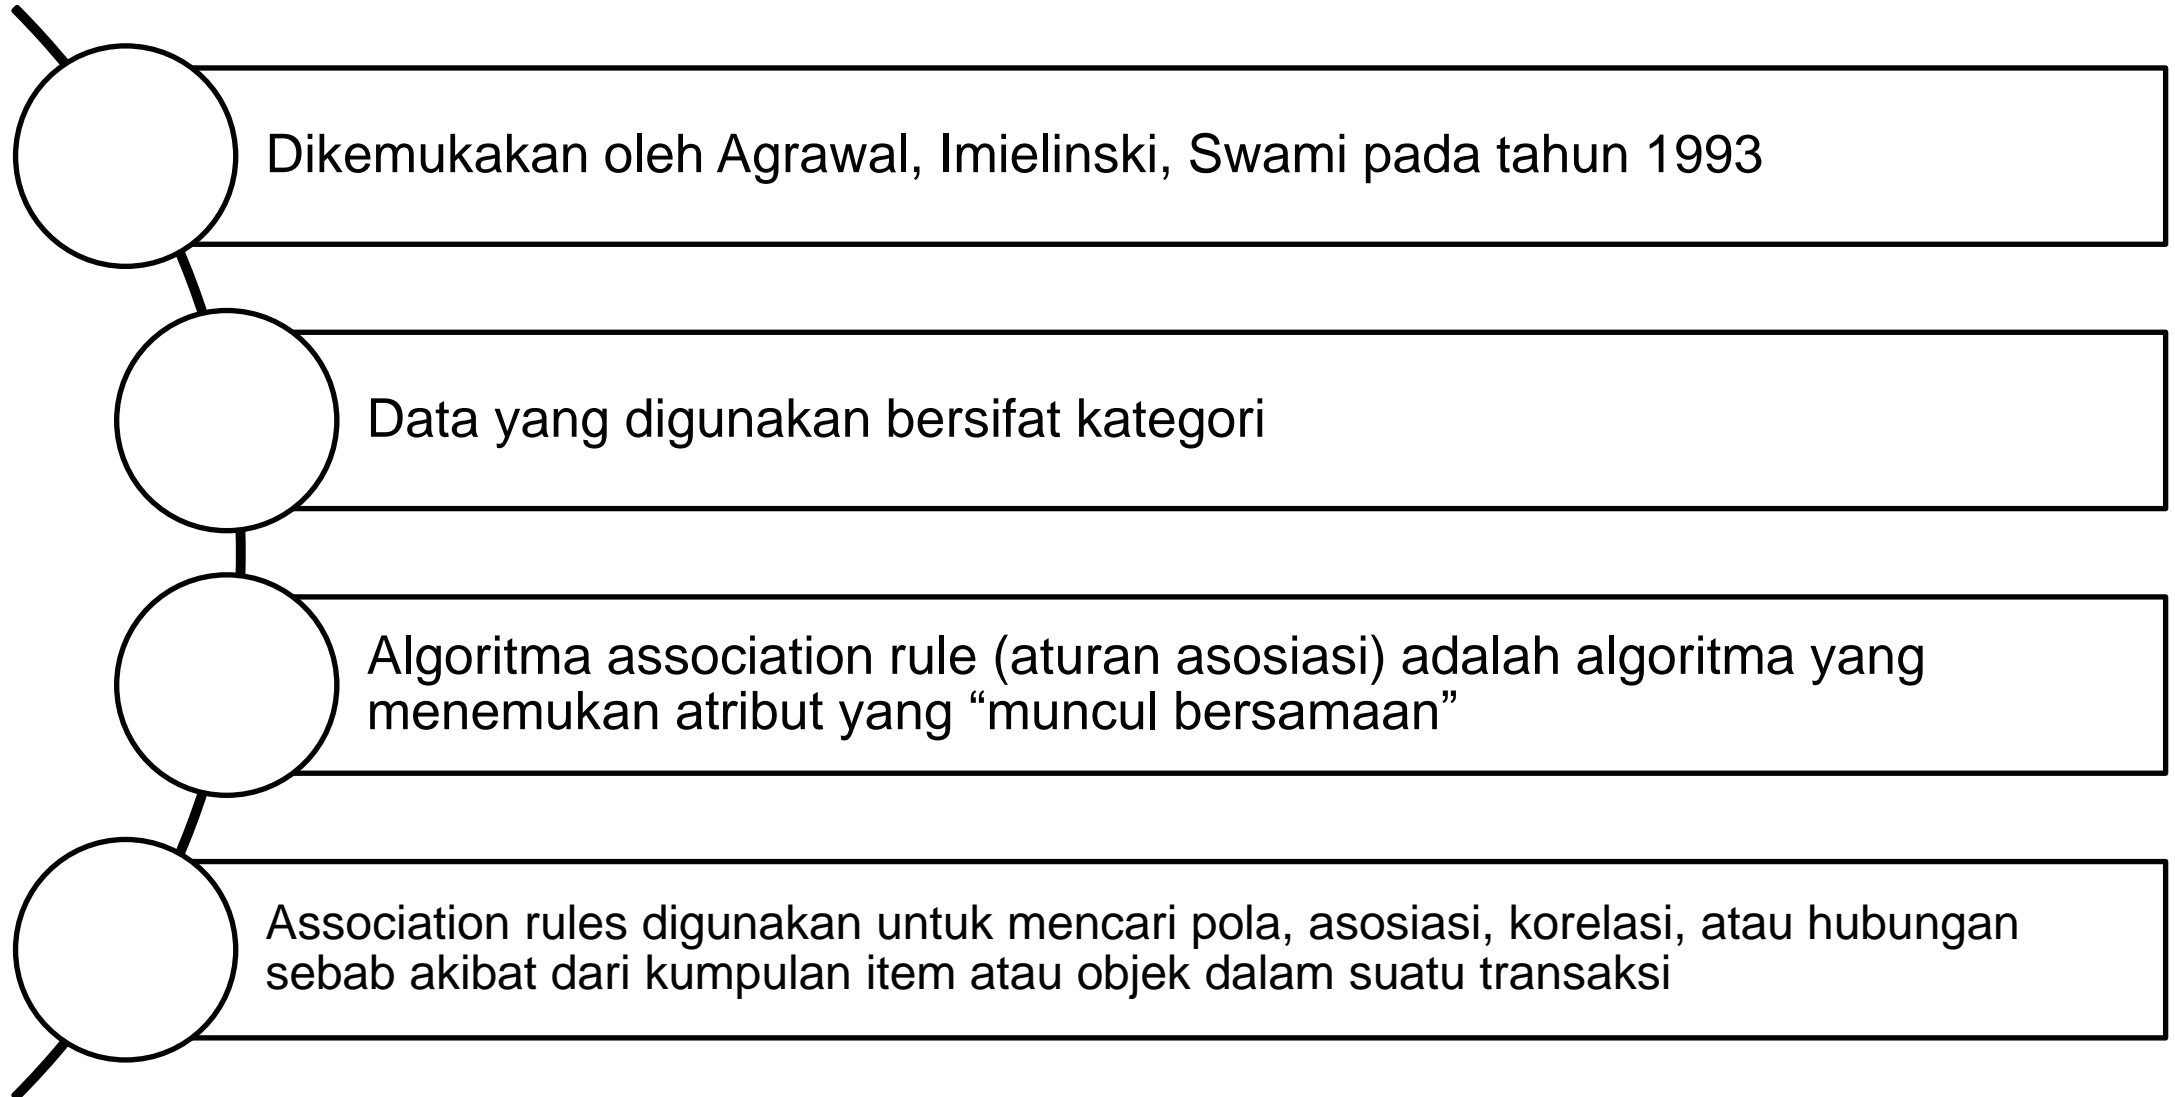 Dikemukakan oleh Agrawal, Imielinski, Swami pada tahun 1993
Data yang digunakan bersifat kategori
Algoritma association rule (aturan asosiasi) adalah algoritma yang
menemukan atribut yang “muncul bersamaan”
Association rules digunakan untuk mencari pola, asosiasi, korelasi, atau hubungan
sebab akibat dari kumpulan item atau objek dalam suatu transaksi